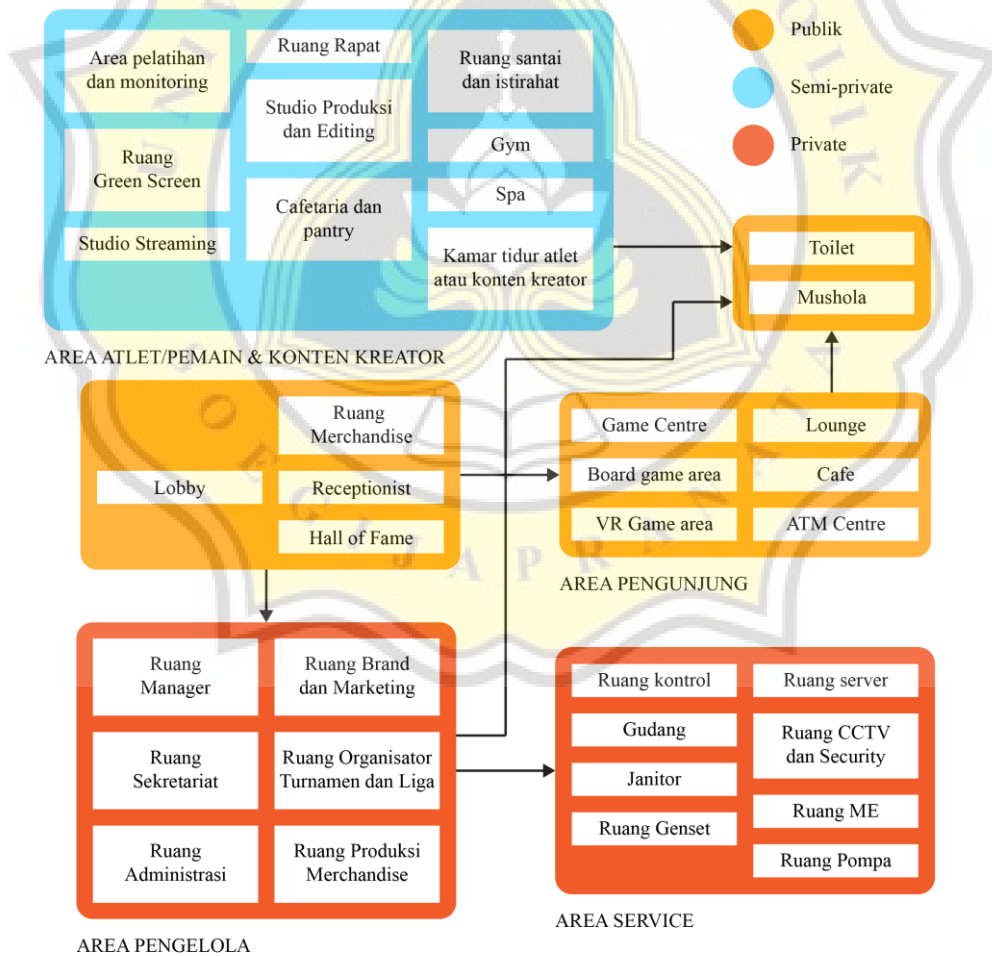 Publik
Semi-private
Private
Area pelatihan
dan monitoring
Ruang
Green Screen
Studio Streaming
Ruang Rapat
Studio Produksi
dan Editing
Cafetaria dan
pantry
Ruang santai
dan istirahat
Gym
Spa
Kamar tidur atlet
atau konten kreator
AREA ATLET/PEMAIN & KONTEN KREATOR
Toilet
Mushola
Lobby
Ruang
Merchandise
Receptionist
Hall of Fame
Game Centre
Board game area
VR Game area
Lounge
Cafe
ATM Centre
AREA PENGUNJUNG
Ruang
Manager
Ruang
Sekretariat
Ruang
Administrasi
Ruang Brand
dan Marketing
Ruang Organisator
Turnamen dan Liga
Ruang Produksi
Merchandise
AREA PENGELOLA
Ruang kontrol
Gudang
Janitor
Ruang Genset
Ruang server
Ruang CCTV
dan Security
Ruang ME
Ruang Pompa
AREA SERVICE
SOEGIJAPRANATA